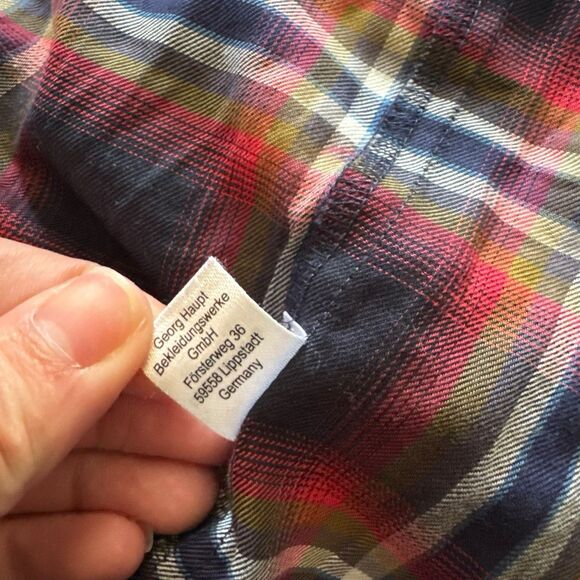 Georg Haupt
Bekleidungswerke
GmbH
Försterweg 36
59558 Lippstadt
Germany